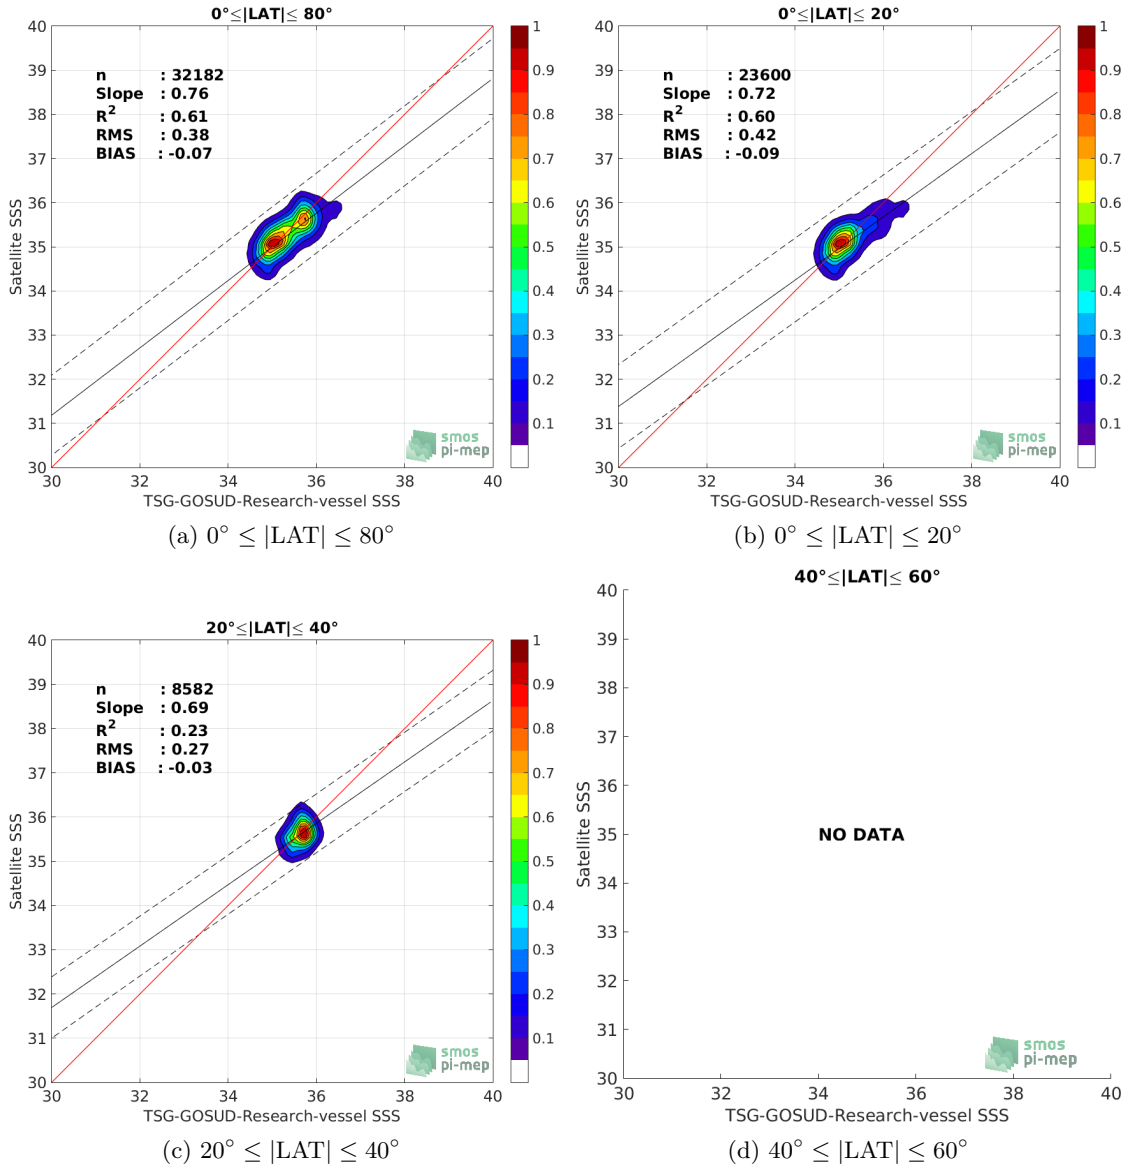 0°≤|LAT|≤ 80°
n : 32182
Slope : 0.76
R² : 0.61
RMS : 0.38
BIAS : -0.07
Satellite SSS
40
39
38
37
36
35
34
33
32
31
30
30 32 34 36 38 40
TSG-GOSUD-Research-vessel SSS
1
0.9
0.8
0.7
0.6
0.5
0.4
0.3
0.2
0.1
smos
pi-mep
(a) 0° ≤ |LAT| ≤ 80°
0°≤|LAT|≤ 20°
n : 23600
Slope : 0.72
R² : 0.60
RMS : 0.42
BIAS : -0.09
Satellite SSS
40
39
38
37
36
35
34
33
32
31
30
30 32 34 36 38 40
TSG-GOSUD-Research-vessel SSS
1
0.9
0.8
0.7
0.6
0.5
0.4
0.3
0.2
0.1
smos
pi-mep
(b) 0° ≤ |LAT| ≤ 20°
20°≤|LAT|≤ 40°
n : 8582
Slope : 0.69
R² : 0.23
RMS : 0.27
BIAS : -0.03
Satellite SSS
40
39
38
37
36
35
34
33
32
31
30
30 32 34 36 38 40
TSG-GOSUD-Research-vessel SSS
1
0.9
0.8
0.7
0.6
0.5
0.4
0.3
0.2
0.1
smos
pi-mep
(c) 20° ≤ |LAT| ≤ 40°
40°≤|LAT|≤ 60°
Satellite SSS
40
39
38
37
36
35
34
33
32
31
30
NO DATA
30 32 34 36 38 40
TSG-GOSUD-Research-vessel SSS
smos
pi-mep
(d) 40° ≤ |LAT| ≤ 60°